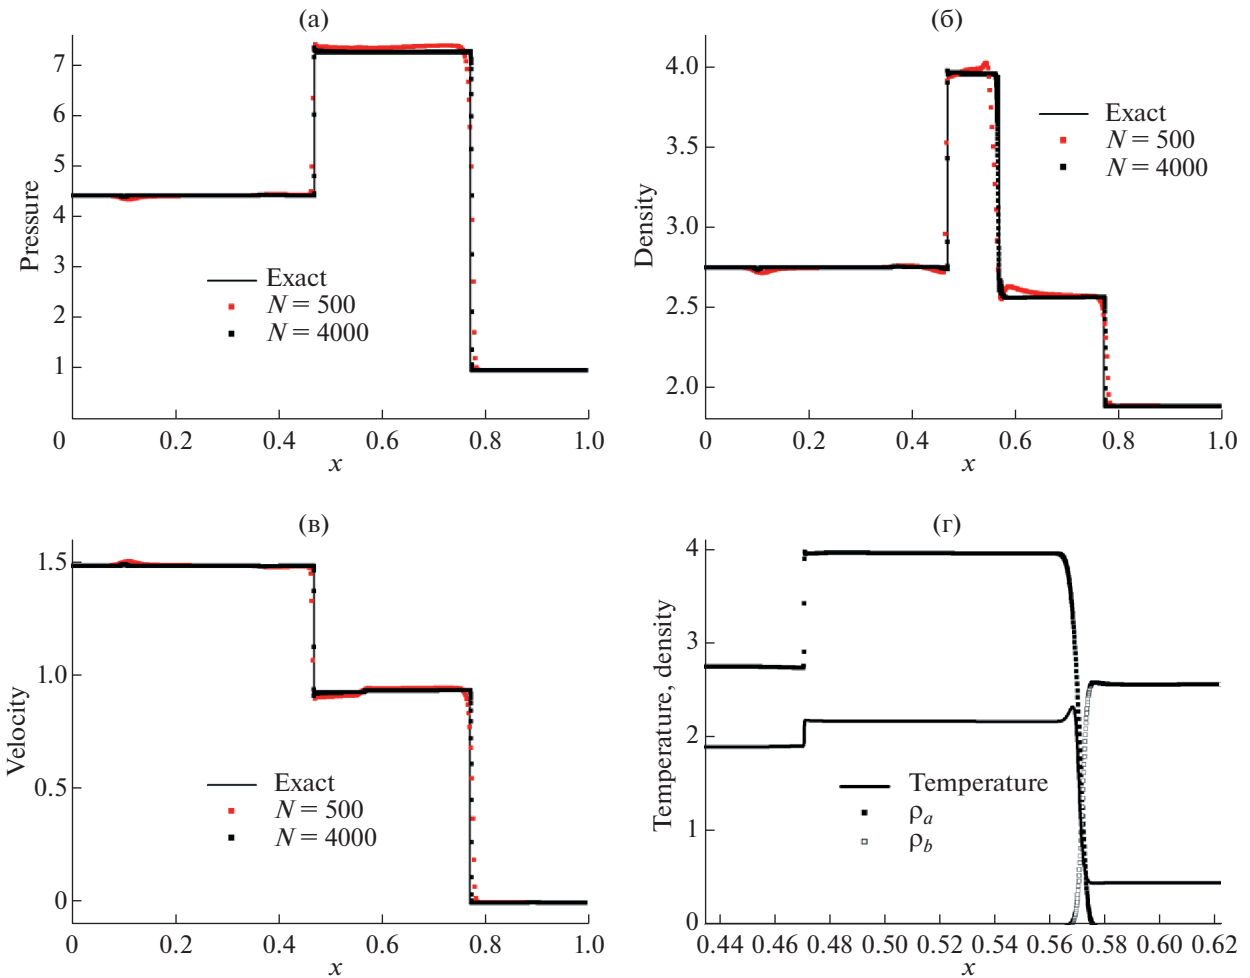 (а)
7
6
5
4
3
2
1
Pressure
Exact
N = 500
N = 4000
0 0.2 0.4 0.6 0.8 1.0
x
(б)
4.0
3.5
3.0
2.5
2.0
Density
Exact
N = 500
N = 4000
0 0.2 0.4 0.6 0.8 1.0
x
(в)
1.5
1.0
0.5
0
Velocity
Exact
N = 500
N = 4000
0 0.2 0.4 0.6 0.8 1.0
x
(г)
4
3
2
1
0
Temperature, density
Temperature
ρa
ρb
0.44 0.46 0.48 0.50 0.52 0.54 0.56 0.58 0.60 0.62
x